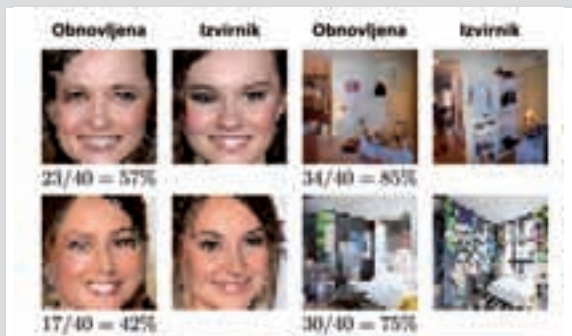 Obnovljena Izvirnik Obnovljena Izvirnik
23/40 = 57% 34/40 = 85%
17/40 = 42% 30/40 = 75%